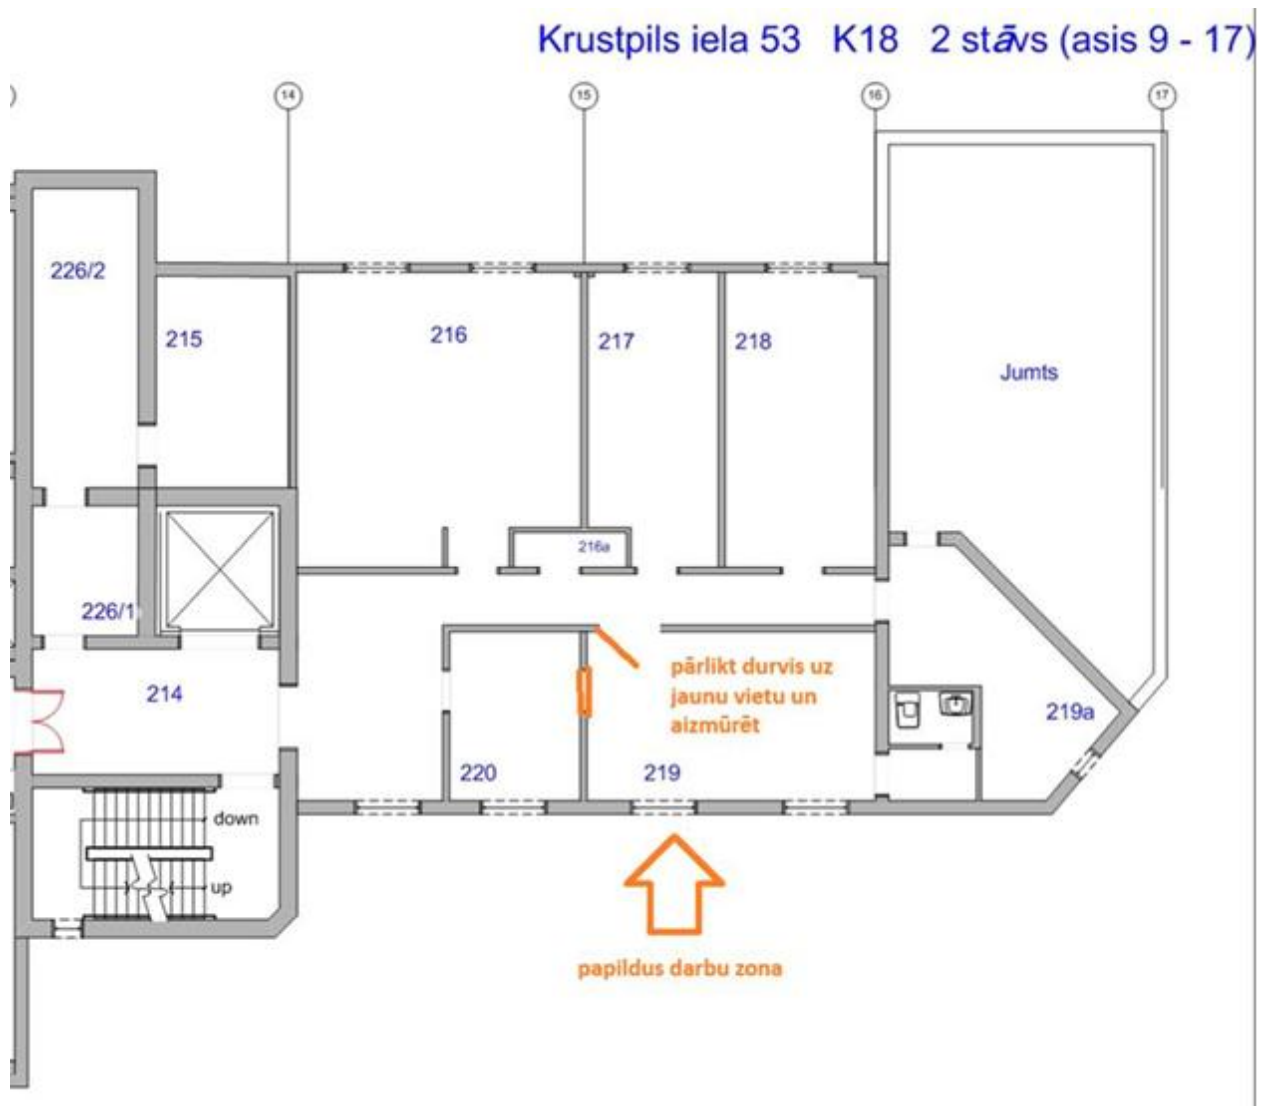 Krustpils iela 53 K18 2 stāvs (asis 9 - 17)
14
15
16
17
226/2
215
216
217
218
Jumts
216a
226/1
214
pārlikt durvis uz
jaunu vietu un
aizmūrēt
219a
220
219
down
up
papildus darbu zona